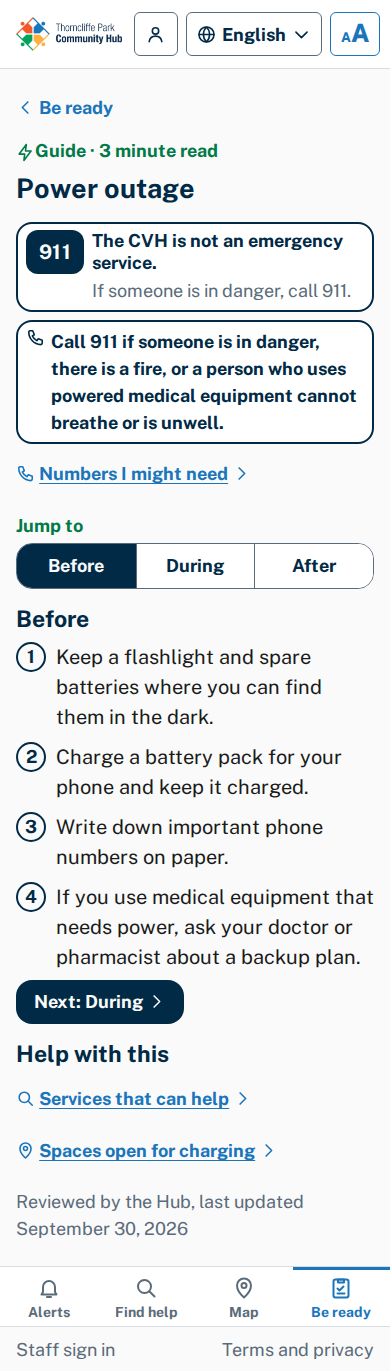 Thorncliffe Park
Community Hub
English
AA
Be ready
Guide · 3 minute read
Power outage
911
The CVH is not an emergency
service.
If someone is in danger, call 911.
Call 911 if someone is in danger,
there is a fire, or a person who uses
powered medical equipment cannot
breathe or is unwell.
Numbers I might need
Jump to
Before
During
After
Before
1 Keep a flashlight and spare
batteries where you can find
them in the dark.
2 Charge a battery pack for your
phone and keep it charged.
3 Write down important phone
numbers on paper.
4 If you use medical equipment that
needs power, ask your doctor or
pharmacist about a backup plan.
Next: During
Help with this
Services that can help
Spaces open for charging
Reviewed by the Hub, last updated
September 30, 2026
Alerts
Find help
Map
Be ready
Staff sign in
Terms and privacy